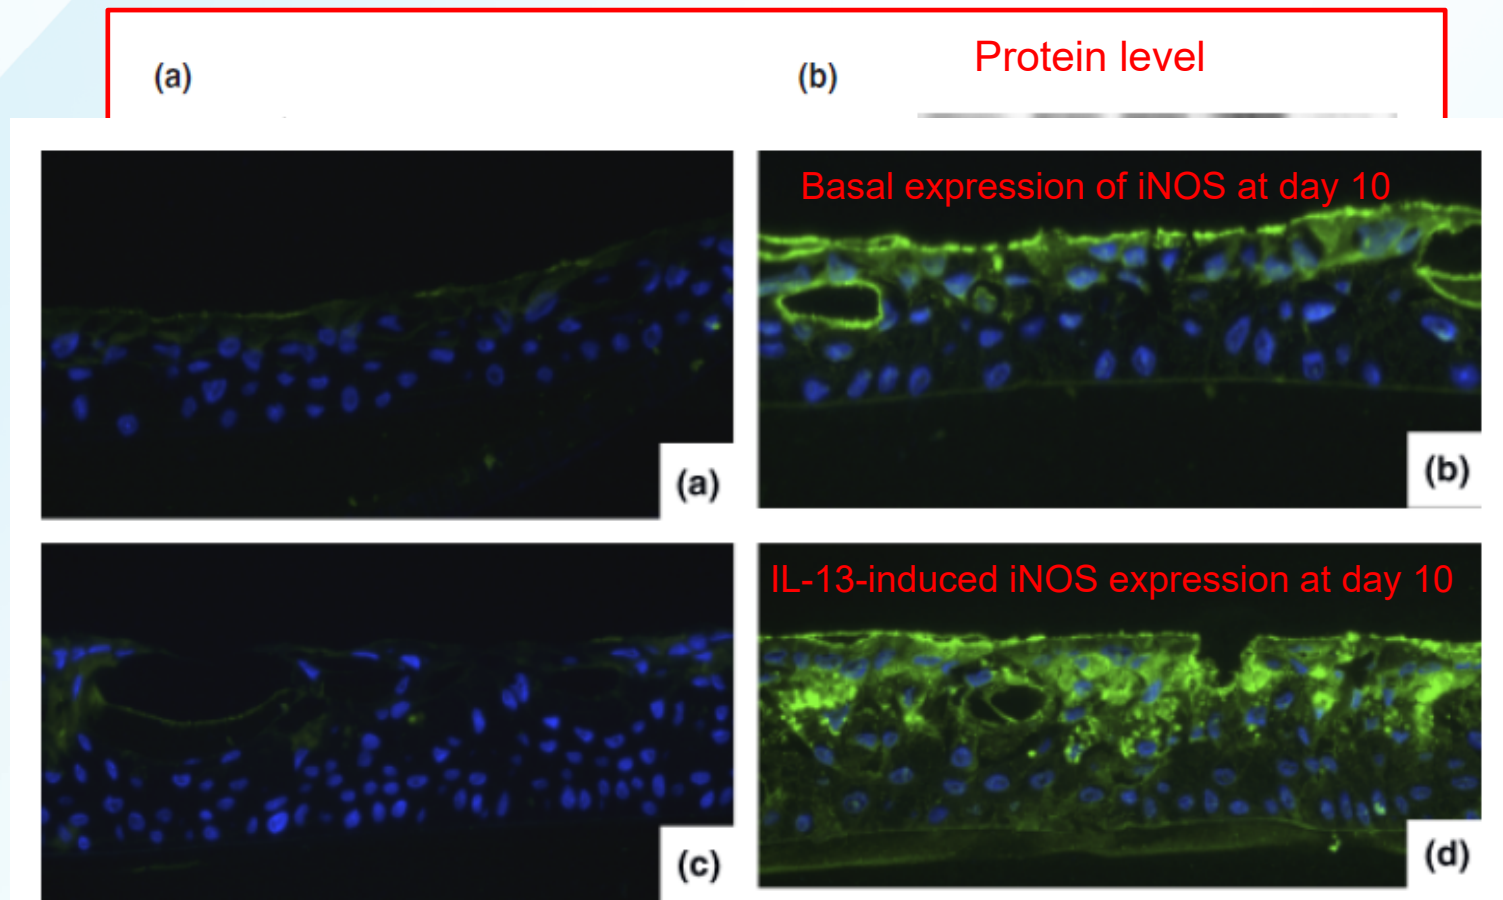 (a)
(b)
Protein level
Basal expression of iNOS at day 10
(a)
(b)
IL-13-induced iNOS expression at day 10
(c)
(d)